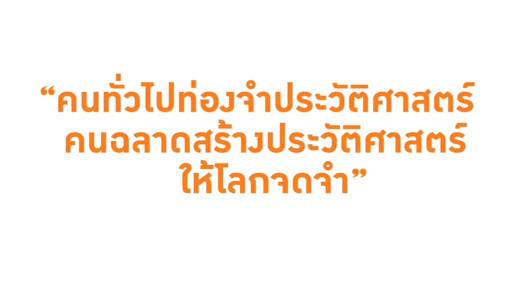 “คนทั่วไปท่องจำประวัติศาสตร์
คนฉลาดสร้างประวัติศาสตร์
ให้โลกจดจำ”